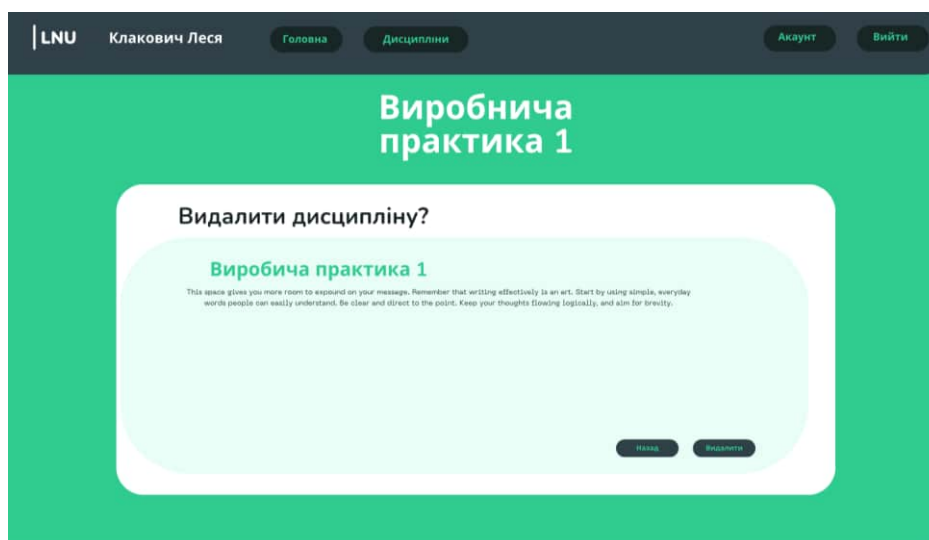 LNU Клакович Леся Головна Дисципліни Акаунт Вийти
Виробнича
практика 1
Видалити дисципліну?
Виробича практика 1
This space gives you more room to expound on your message. Remember that writing effectively is an art. Start by using simple, everyday
words people can easily understand. Be clear and direct to the point. Keep your thoughts flowing logically, and aim for brevity.
Назад Видалити